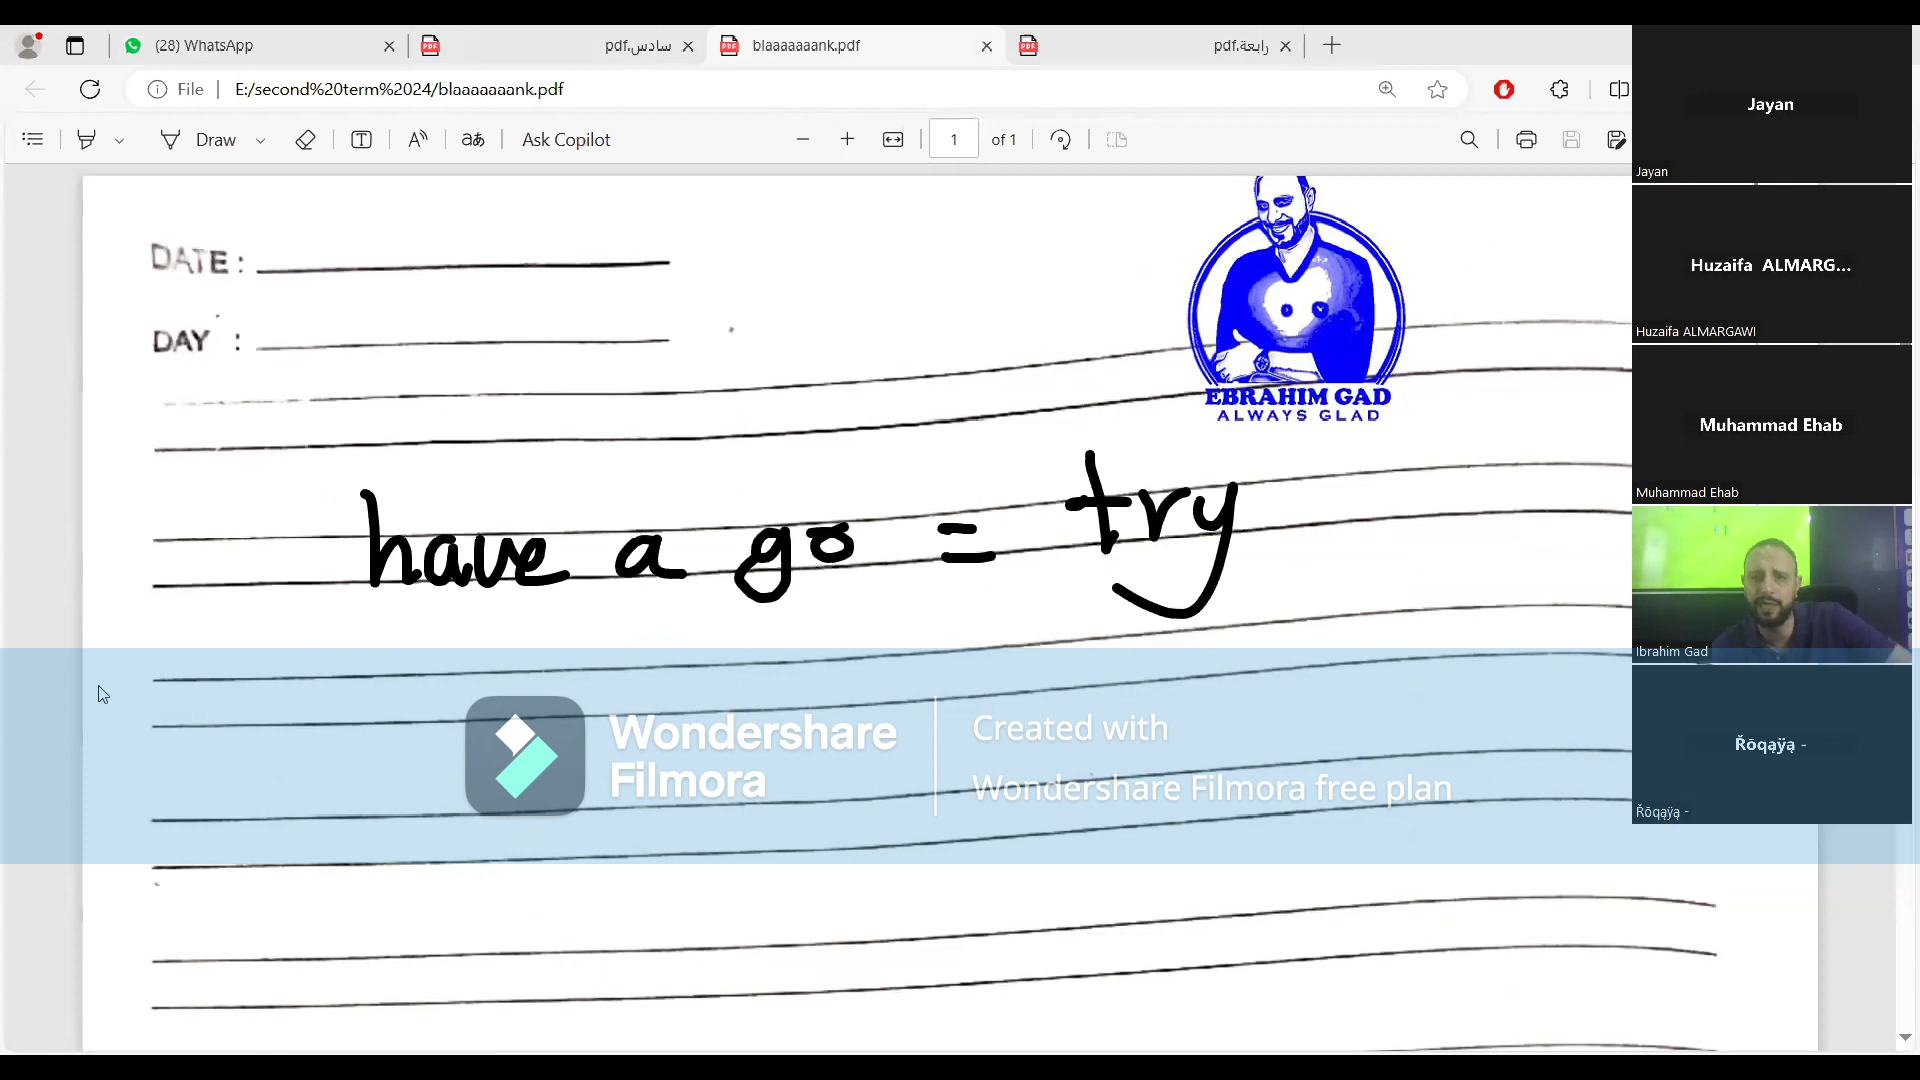 (28) WhatsApp
سادس.pdf
blaaaaaaank.pdf
رابعة.pdf
File
E:/second%20term%2024/blaaaaaaank.pdf
Draw
Ask Copilot
1
of 1
DATE :
DAY :
EBRAHIM GAD
ALWAYS GLAD
have a go = try
Wondershare
Filmora
Created with
Wondershare Filmora free plan
Jayan
Jayan
Huzaifa ALMARG...
Huzaifa ALMARGAWI
Muhammad Ehab
Muhammad Ehab
Ibrahim Gad
Řōqąÿą -
Řōqąÿą -